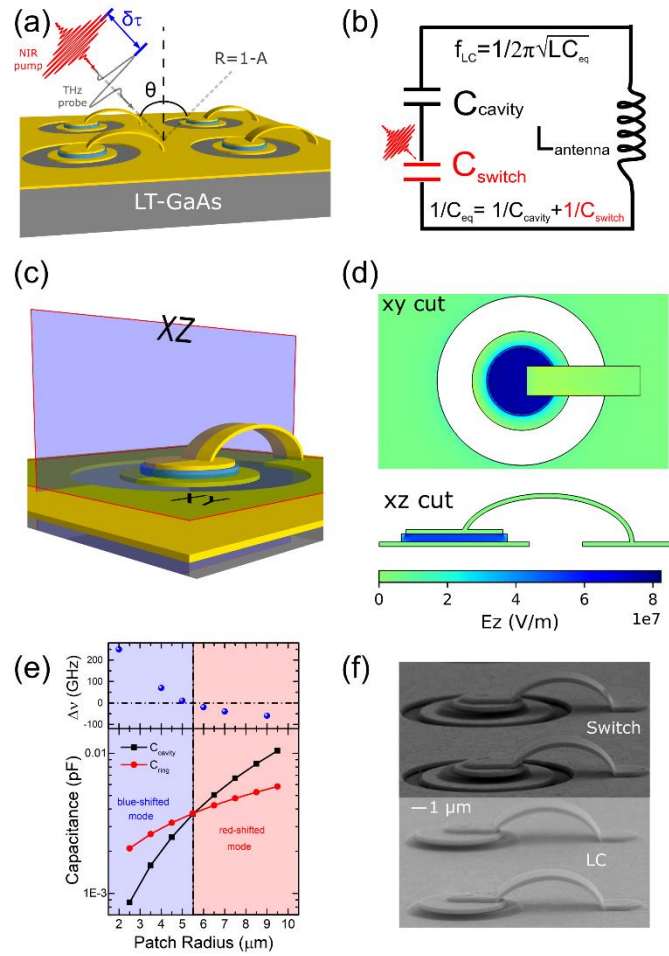 (a)
δτ
NIR
pump
THz
probe
θ
R=1-A
LT-GaAs
(b)
f_LC=1/2π√LC_eq
C_cavity
C_switch
L_antenna
1/C_eq= 1/C_cavity+1/C_switch
(c)
XZ
xy
(d)
xy cut
xz cut
0 2 4 6 8
1e7
Ez (V/m)
(e)
Δν (GHz)
200
100
0
-100
C_cavity
C_ring
0.01
blue-shifted
mode
red-shifted
mode
Capacitance (pF)
1E-3
2 3 4 5 6 7 8 9 10
Patch Radius (μm)
(f)
Switch
1 μm
LC